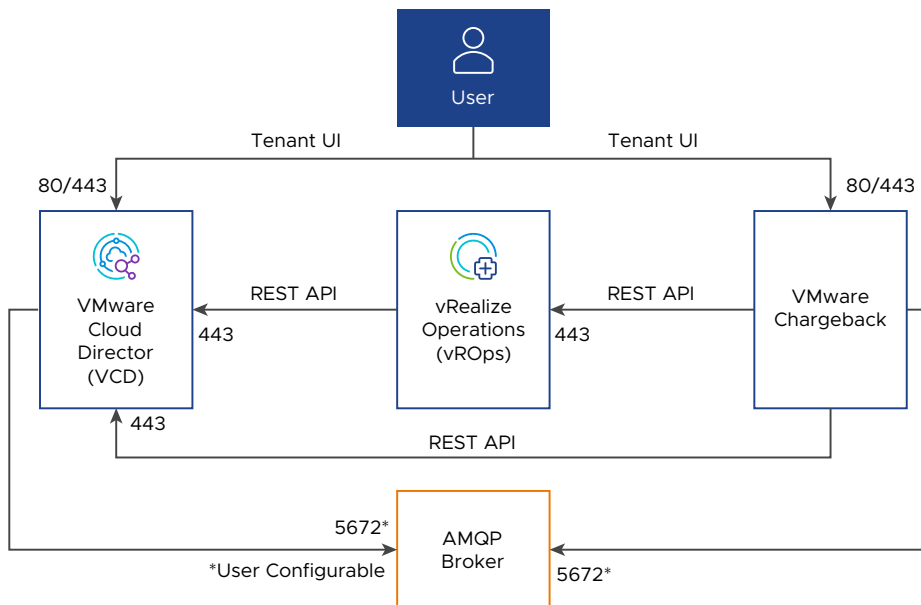 User
Tenant UI
Tenant UI
80/443
80/443
VMware
Cloud
Director
(VCD)
REST API
443
vRealize
Operations
(vROps)
REST API
443
VMware
Chargeback
443
REST API
5672*
*User Configurable
AMQP
Broker
5672*